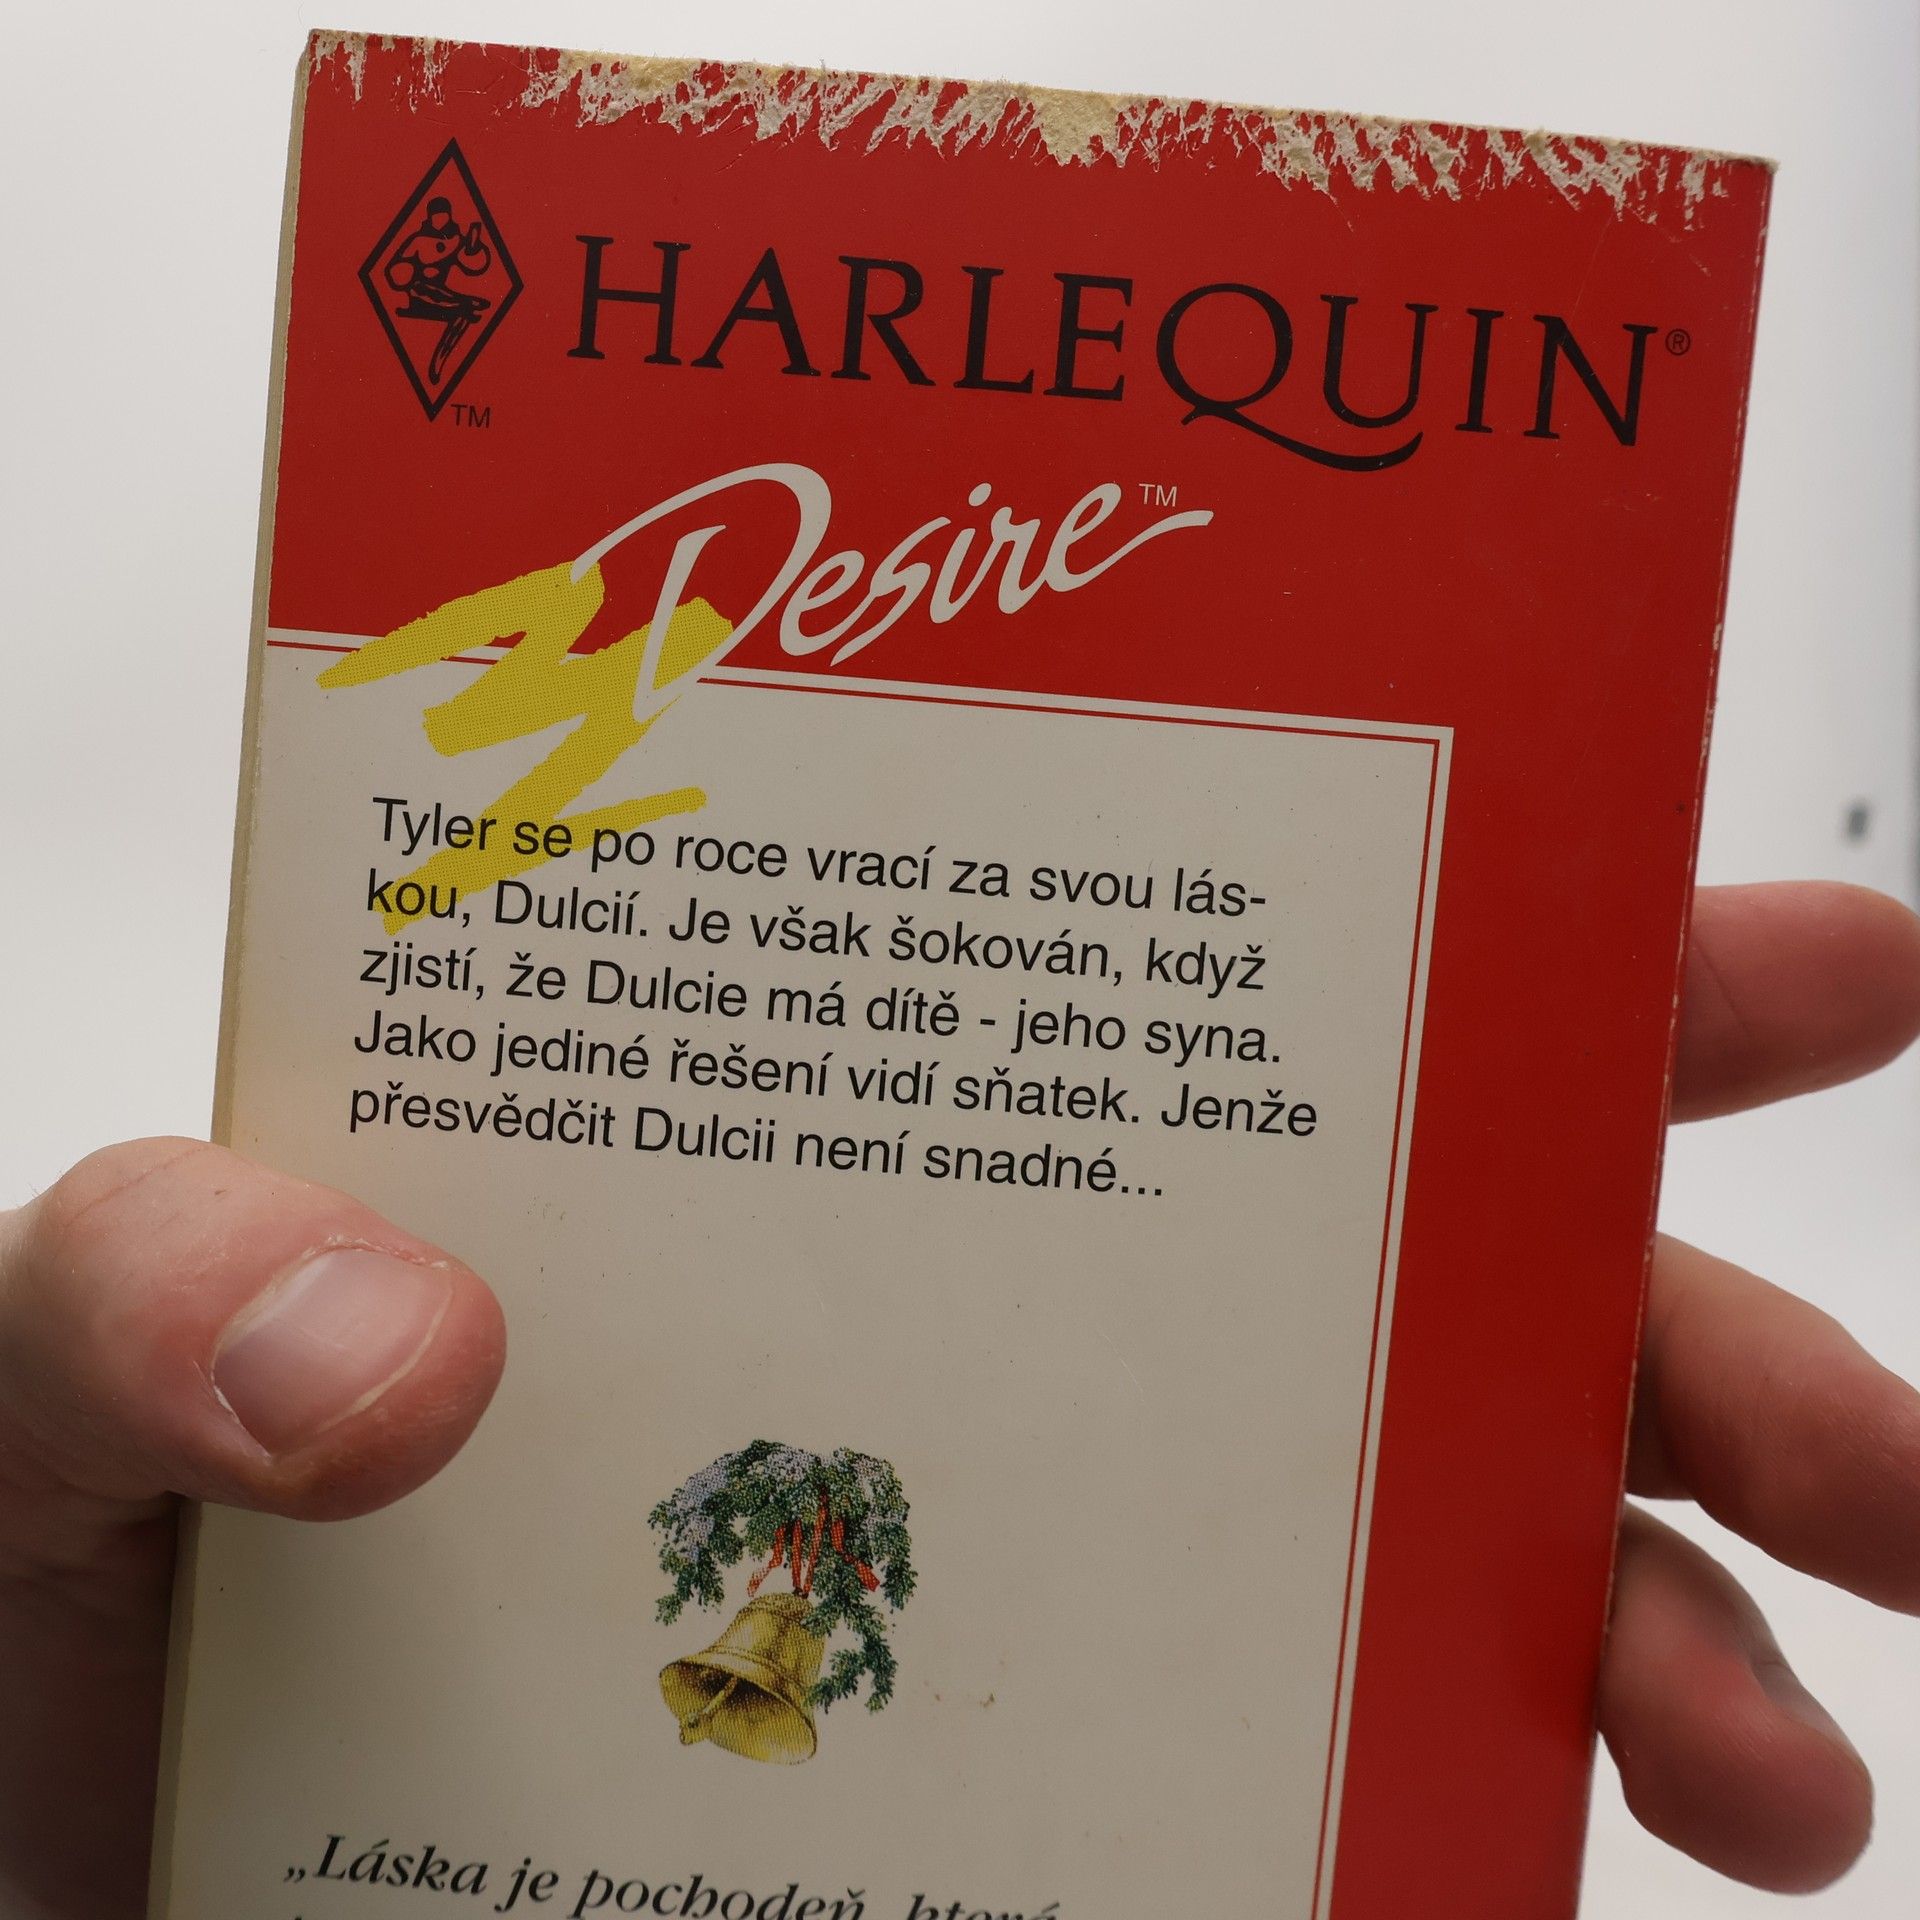 TM
HARLEQUIN®
Desire™
Tyler se po roce vrací za svou lás-
kou, Dulcií. Je však šokován, když
zjistí, že Dulcie má dítě - jeho syna.
Jako jediné řešení vidí sňatek. Jenže
přesvědčit Dulcii není snadné...
„Láska je pochodeň, která